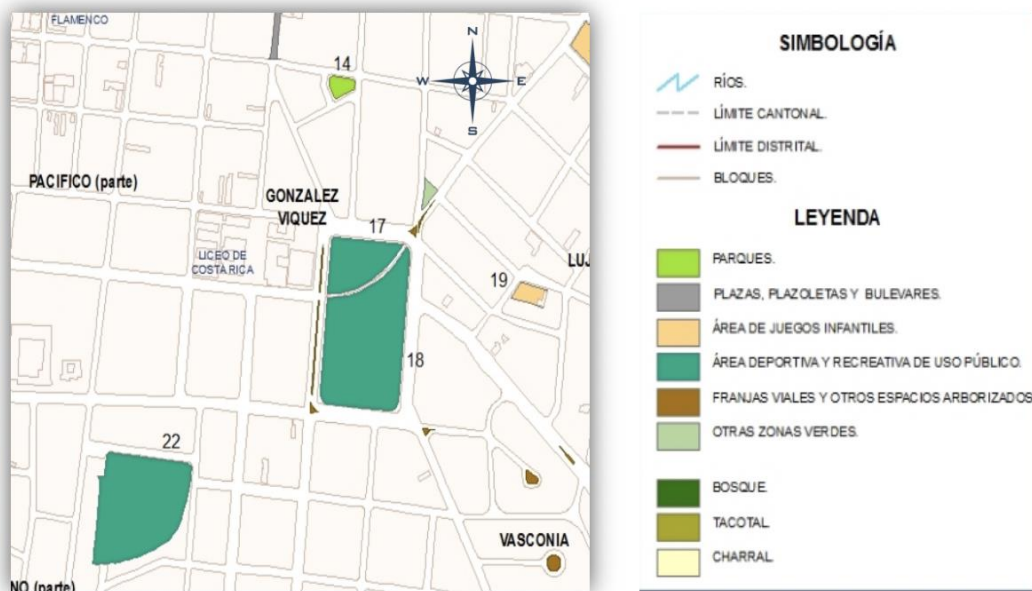 FLAMENCO
N
14
W
E
S
PACIFICO (parte)
GONZALEZ
VIQUEZ
17
LICEO DE
COSTA RICA
LUJ
19
18
22
VASCONIA
NO (parte)
SIMBOLOGÍA
RÍOS.
LÍMITE CANTONAL.
LÍMITE DISTRITAL.
BLOQUES.
LEYENDA
PARQUES.
PLAZAS, PLAZOLETAS Y BULEVARES.
ÁREA DE JUEGOS INFANTILES.
ÁREA DEPORTIVA Y RECREATIVA DE USO PÚBLICO.
FRANJAS VIALES Y OTROS ESPACIOS ARBORIZADOS
OTRAS ZONAS VERDES.
BOSQUE.
TACOTAL
CHARRAL.